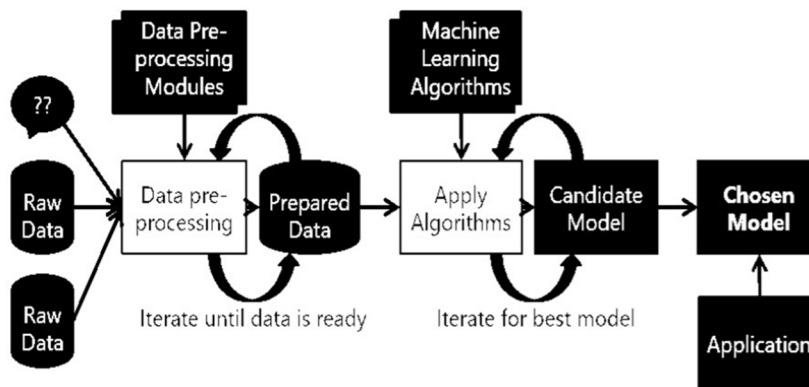 Data Pre-
processing
Modules
Machine
Learning
Algorithms
??
Raw
Data
Data pre-
processing
Prepared
Data
Apply
Algorithms
Candidate
Model
Chosen
Model
Raw
Data
Iterate until data is ready
Iterate for best model
Application